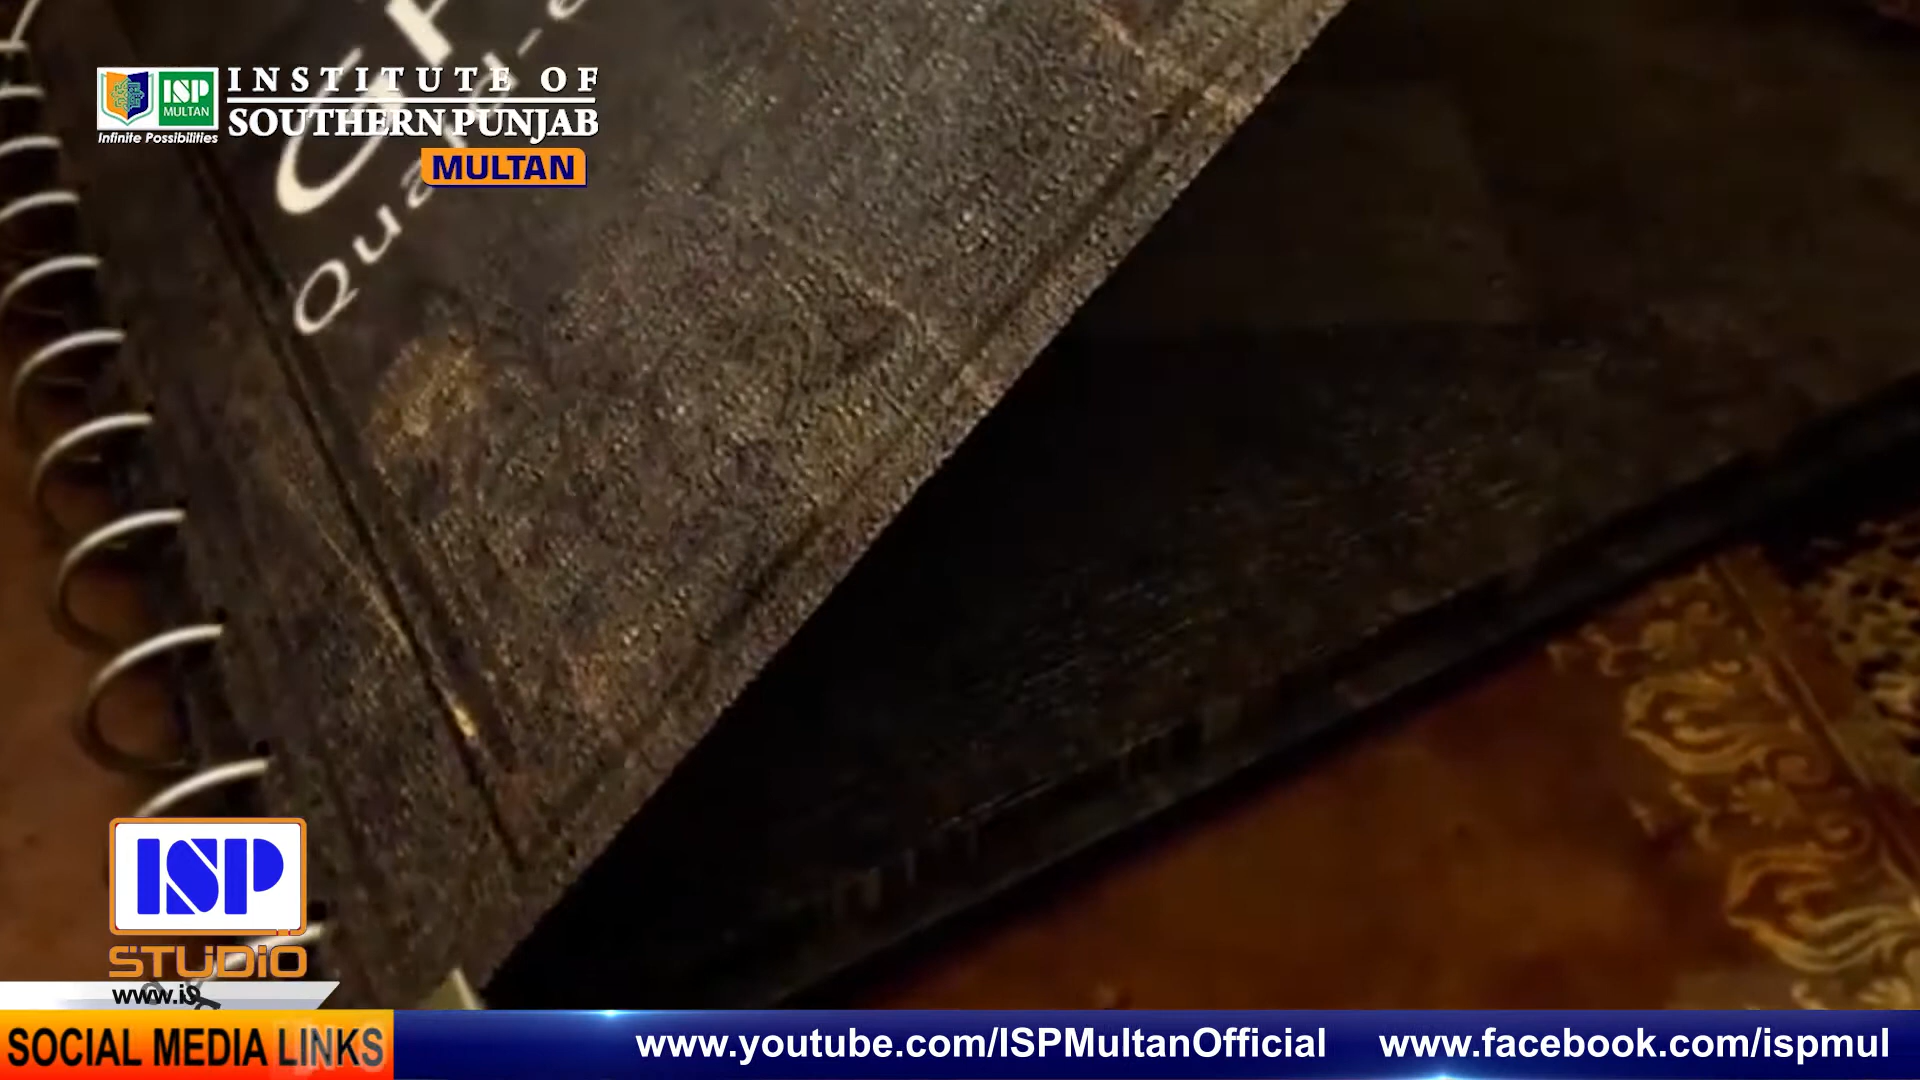 INSTITUTE OF
SOUTHERN PUNJAB
MULTAN
ISP
MULTAN
Infinite Possibilities
ISP
STUDIO
SOCIAL MEDIA LINKS
www.youtube.com/ISPMultanOfficial
www.facebook.com/ispmul